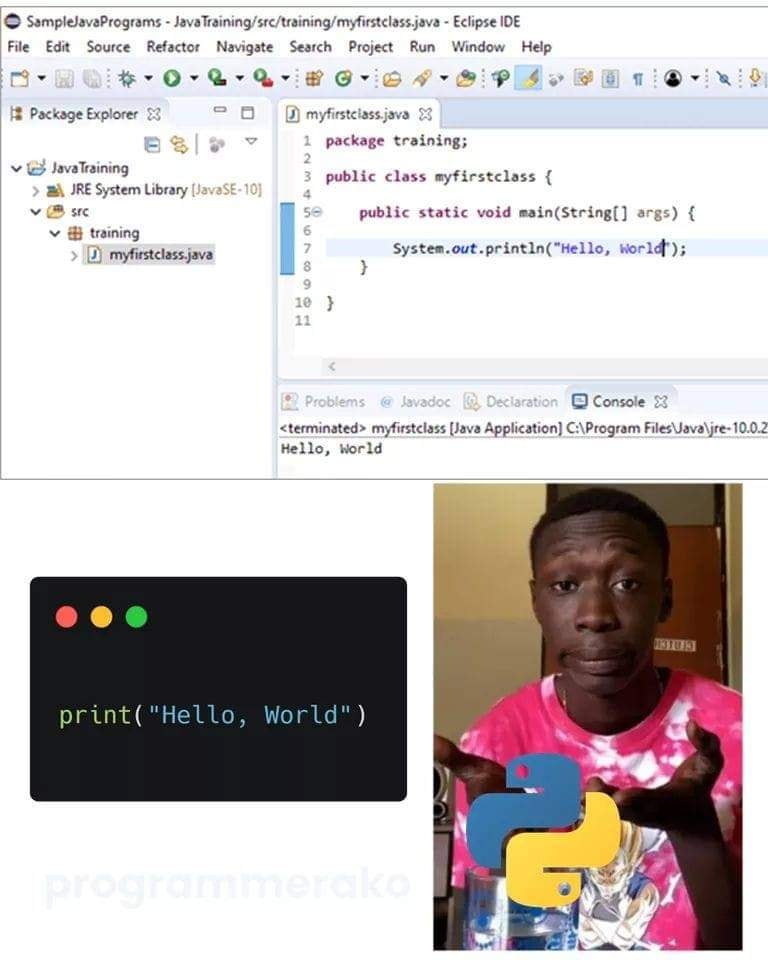 SampleJavaPrograms - JavaTraining/src/training/myfirstclass.java - Eclipse IDE
File Edit Source Refactor Navigate Search Project Run Window Help
Package Explorer
JavaTraining
JRE System Library [JavaSE-10]
src
training
myfirstclass.java
myfirstclass.java
1 package training;
2
3 public class myfirstclass {
4
5 public static void main(String[] args) {
6
7 System.out.println("Hello, World");
8 }
9
10 }
11
Problems @ Javadoc Declaration Console
<terminated> myfirstclass [Java Application] C:\Program Files\Java\jre-10.0.2
Hello, World
print("Hello, World")
programmerako